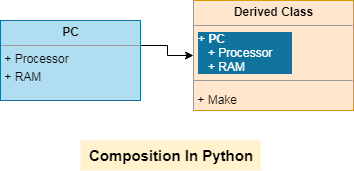 PC
+ Processor
+ RAM
Derived Class
+ PC
+ Processor
+ RAM
+ Make
Composition In Python